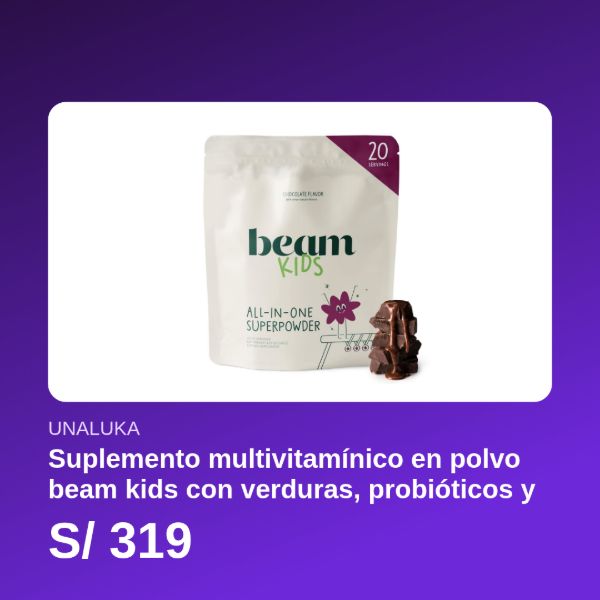 20
SERVINGS
CHOCOLATE FLAVOR
beam
KIDS
ALL-IN-ONE
SUPERPOWDER
UNALUKA
Suplemento multivitamínico en polvo
beam kids con verduras, probióticos y
S/ 319